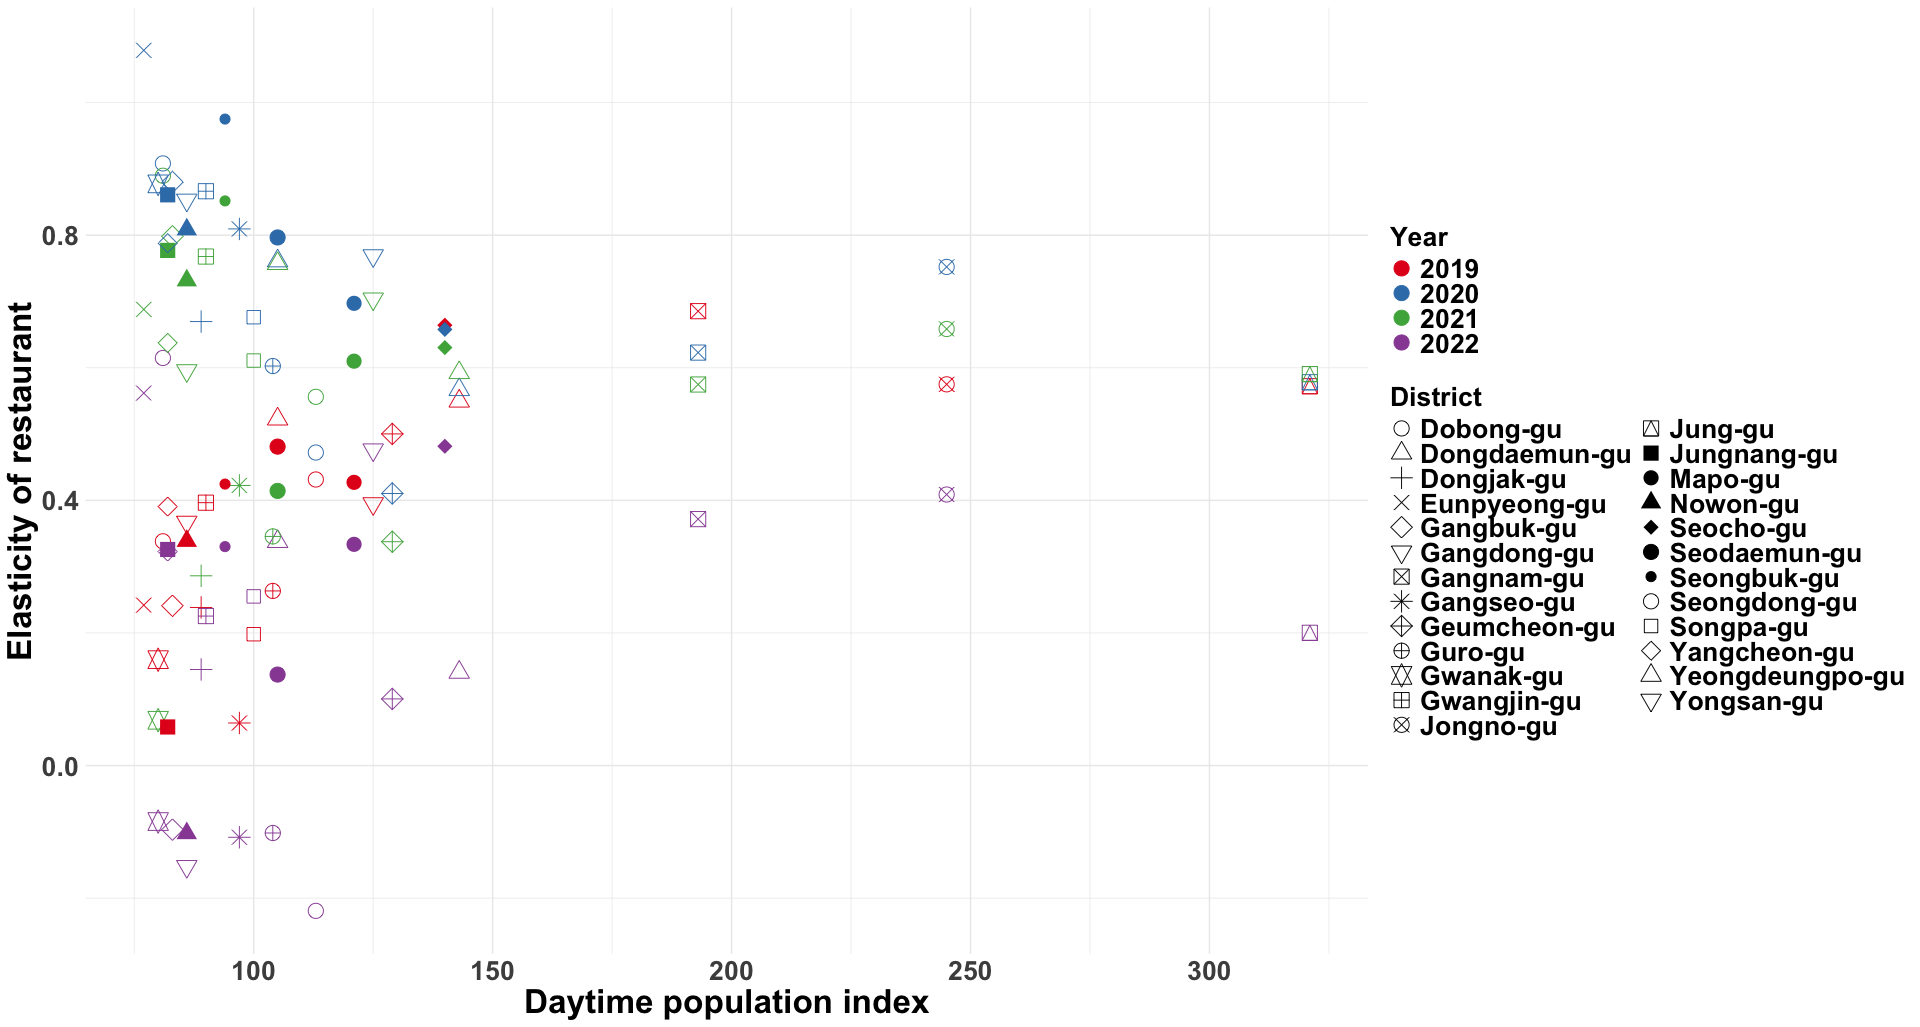 Elasticity of restaurant
0.8
0.4
0.0
100 150 200 250 300
Daytime population index
Year
2019
2020
2021
2022
District
Dobong-gu
Dongdaemun-gu
Dongjak-gu
Eunpyeong-gu
Gangbuk-gu
Gangdong-gu
Gangnam-gu
Gangseo-gu
Geumcheon-gu
Guro-gu
Gwanak-gu
Gwangjin-gu
Jongno-gu
Jung-gu
Jungnang-gu
Mapo-gu
Nowon-gu
Seocho-gu
Seodaemun-gu
Seongbuk-gu
Seongdong-gu
Songpa-gu
Yangcheon-gu
Yeongdeungpo-gu
Yongsan-gu